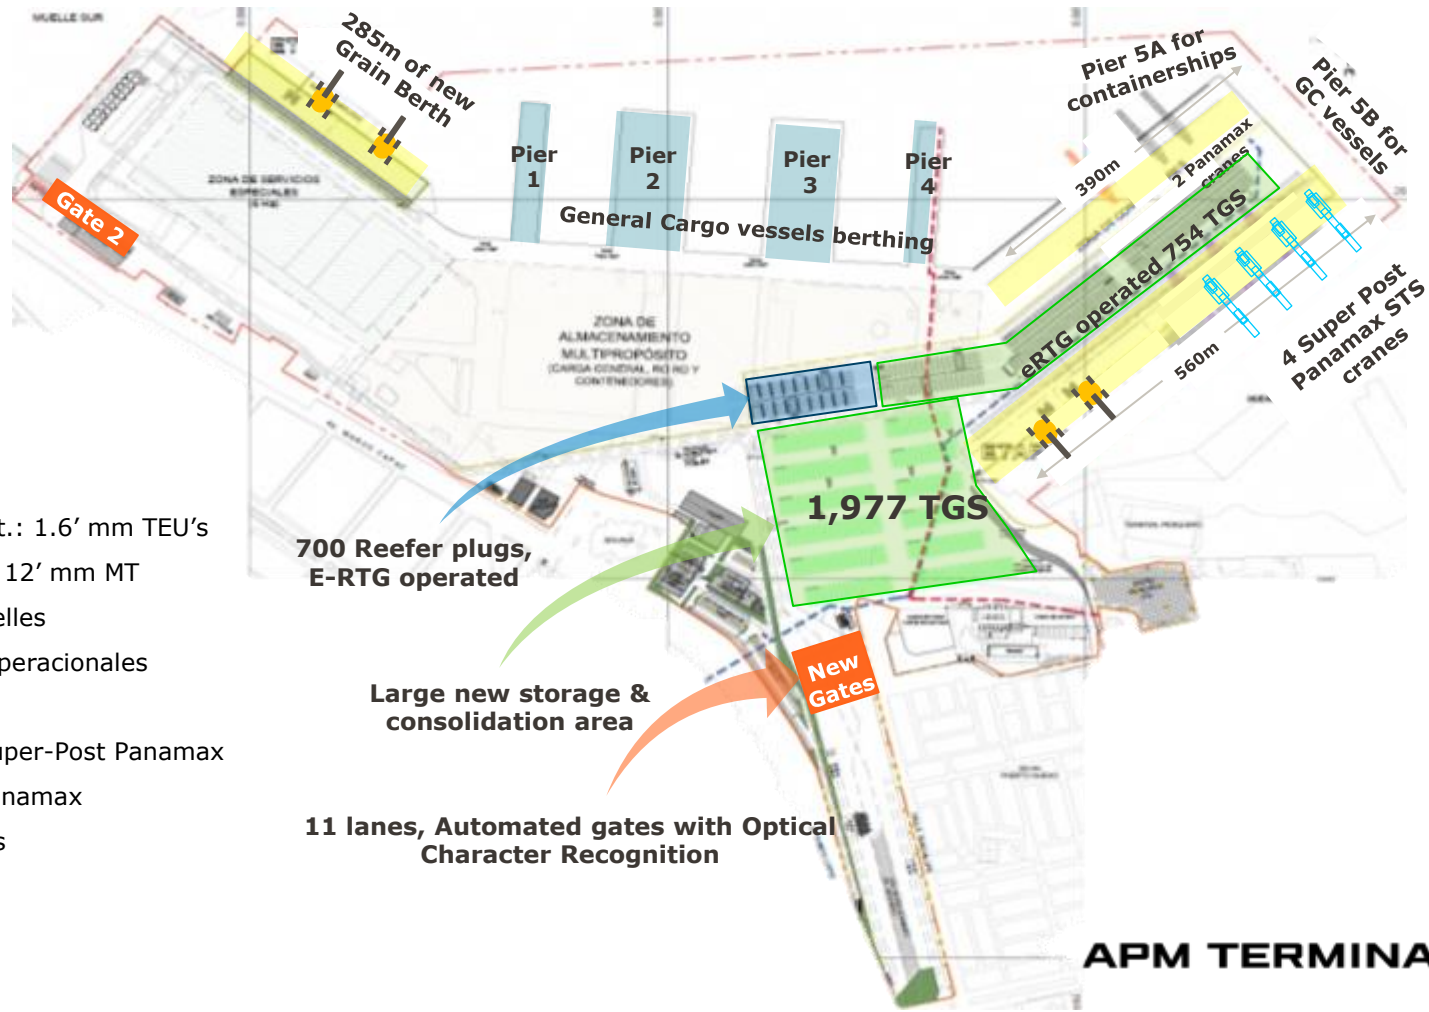 MUELLE SUR
285m of new
Grain Berth
Pier 5A for
containerships
Pier 5B for
GC vessels
390m
2 Panamax
cranes
Pier
1
Pier
2
Pier
3
Pier
4
General Cargo vessels berthing
ZONA DE SERVICIOS
ESPECIALES
Gate 2
eRTG operated 754 TGS
4 Super Post
Panamax STS
cranes
560m
ZONA DE
ALMACENAMIENTO
MULTIPROPÓSITO
(CARGA GENERAL, RO RO Y
CONTENEDORES)
1,977 TGS
t.: 1.6’ mm TEU’s
12’ mm MT
elles
peracionales
uper-Post Panamax
namax
s
700 Reefer plugs,
E-RTG operated
Large new storage &
consolidation area
New
Gates
11 lanes, Automated gates with Optical
Character Recognition
APM TERMINA